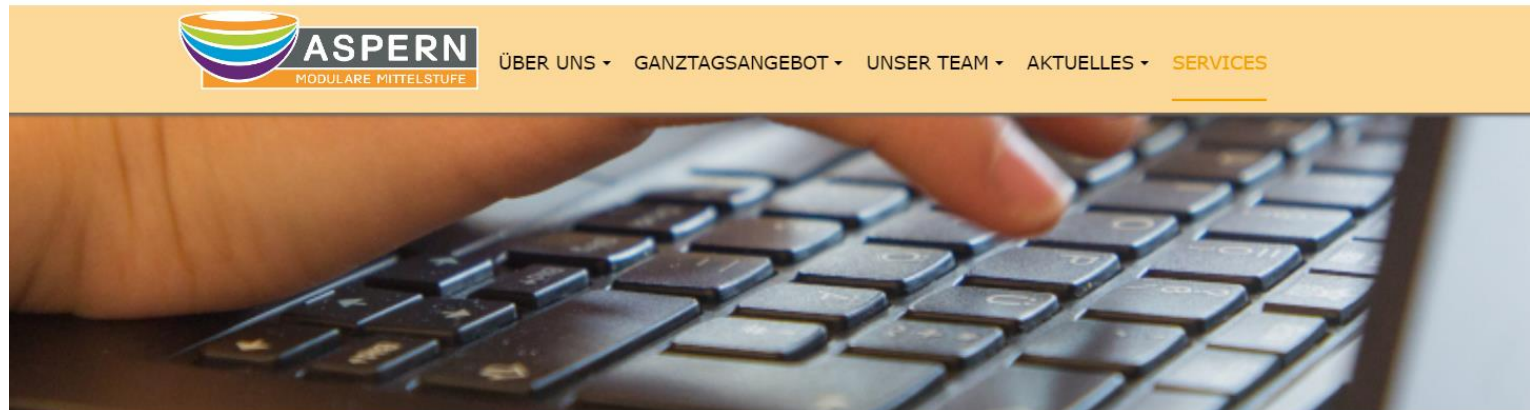 ASPERN
MODULARE MITTELSTUFE
ÜBER UNS GANZTAGSANGEBOT UNSER TEAM AKTUELLES SERVICES